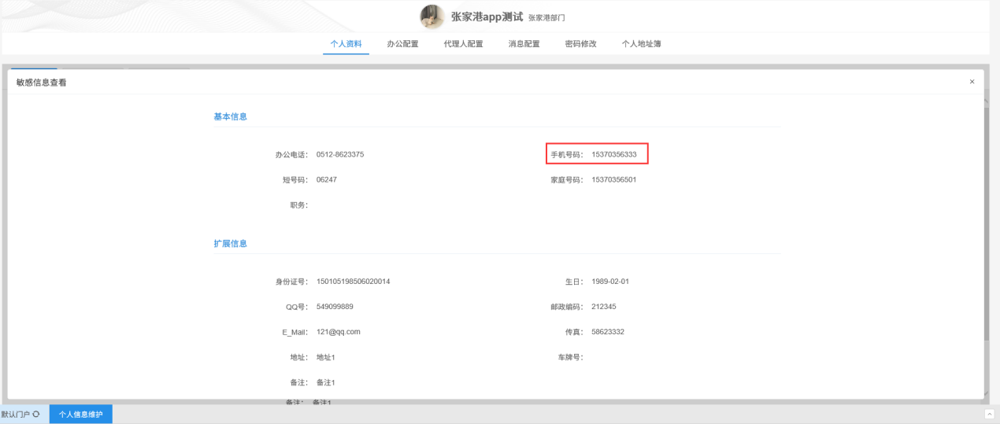 张家港app测试 张家港部门
个人资料 办公配置 代理人配置 消息配置 密码修改 个人地址簿
敏感信息查看 ×
基本信息
办公电话： 0512-8623375 手机号码： 15370356333
短号码： 06247 家庭号码： 15370356501
职务：
扩展信息
身份证号： 150105198506020014 生日： 1989-02-01
QQ号： 549099889 邮政编码： 212345
E_Mail： 121@qq.com 传真： 58623332
地址： 地址1 车牌号：
备注： 备注1
备注： 备注1
默认门户 个人信息维护